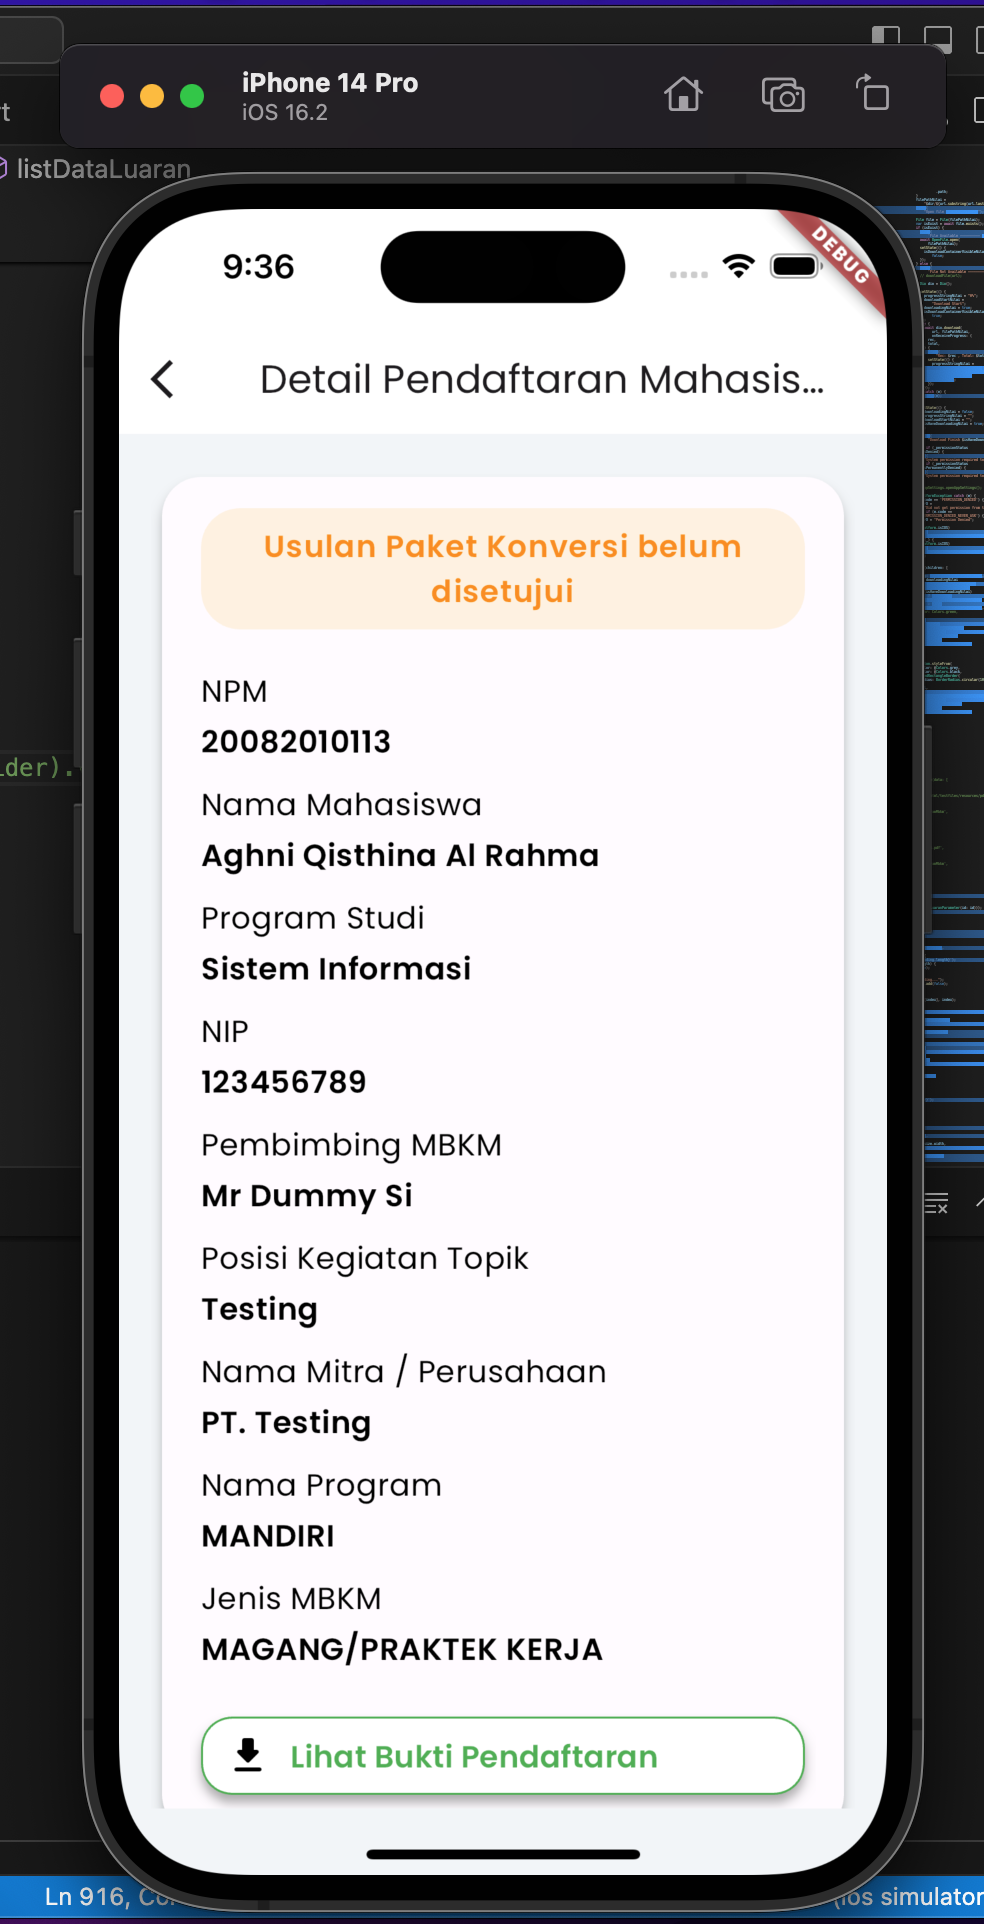 iPhone 14 Pro
iOS 16.2
listDataLuaran
9:36
DEBUG
Detail Pendaftaran Mahasis...
Usulan Paket Konversi belum
disetujui
NPM
20082010113
Nama Mahasiswa
Aghni Qisthina Al Rahma
Program Studi
Sistem Informasi
NIP
123456789
Pembimbing MBKM
Mr Dummy Si
Posisi Kegiatan Topik
Testing
Nama Mitra / Perusahaan
PT. Testing
Nama Program
MANDIRI
Jenis MBKM
MAGANG/PRAKTEK KERJA
Lihat Bukti Pendaftaran
lder).
Ln 916,
(ios simulator